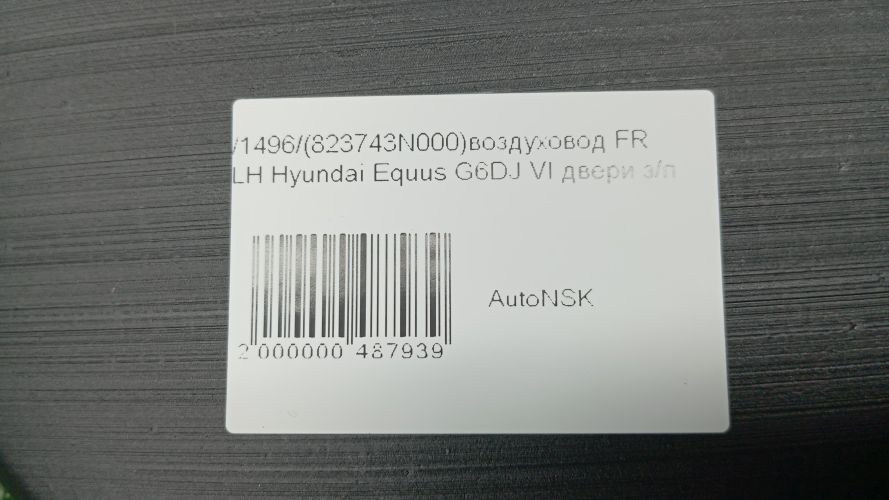 /1496/(823743N000)воздуховод FR
LH Hyundai Equus G6DJ VI двери з/п
2 000000 487939
AutoNSK